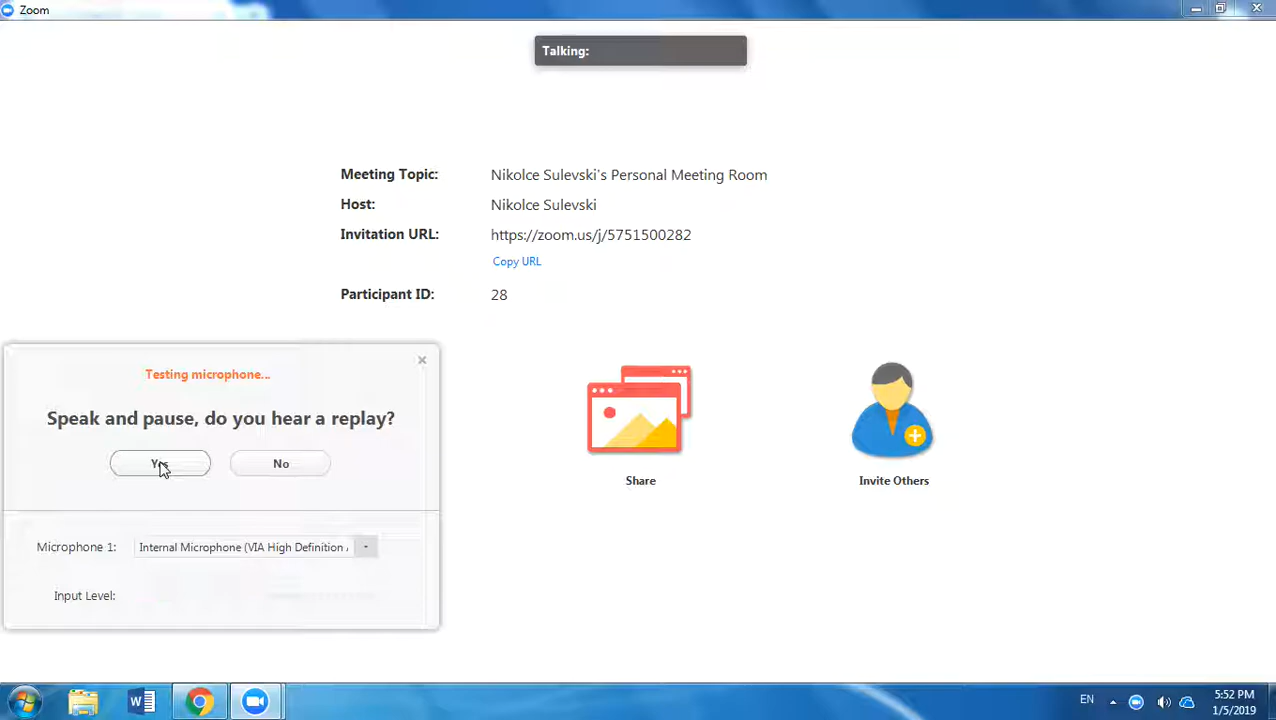 Zoom
Talking:
Meeting Topic: Nikolce Sulevski's Personal Meeting Room
Host: Nikolce Sulevski
Invitation URL: https://zoom.us/j/5751500282
Copy URL
Participant ID: 28
Testing microphone...
Speak and pause, do you hear a replay?
Yes No
Microphone 1: Internal Microphone (VIA High Definition
Input Level:
Share
Invite Others
EN
5:52 PM
1/5/2019